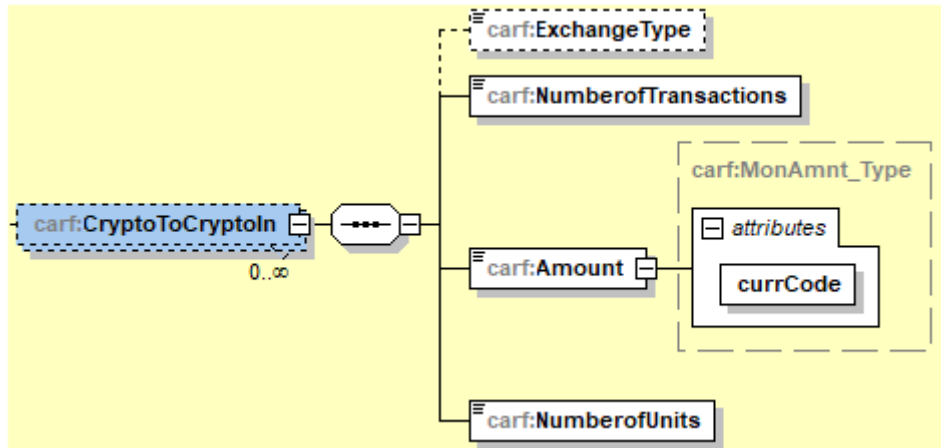 carf:ExchangeType
carf:NumberofTransactions
carf:MonAmnt_Type
attributes
carf:CryptoToCryptoIn
0..∞
carf:Amount
currCode
carf:NumberofUnits